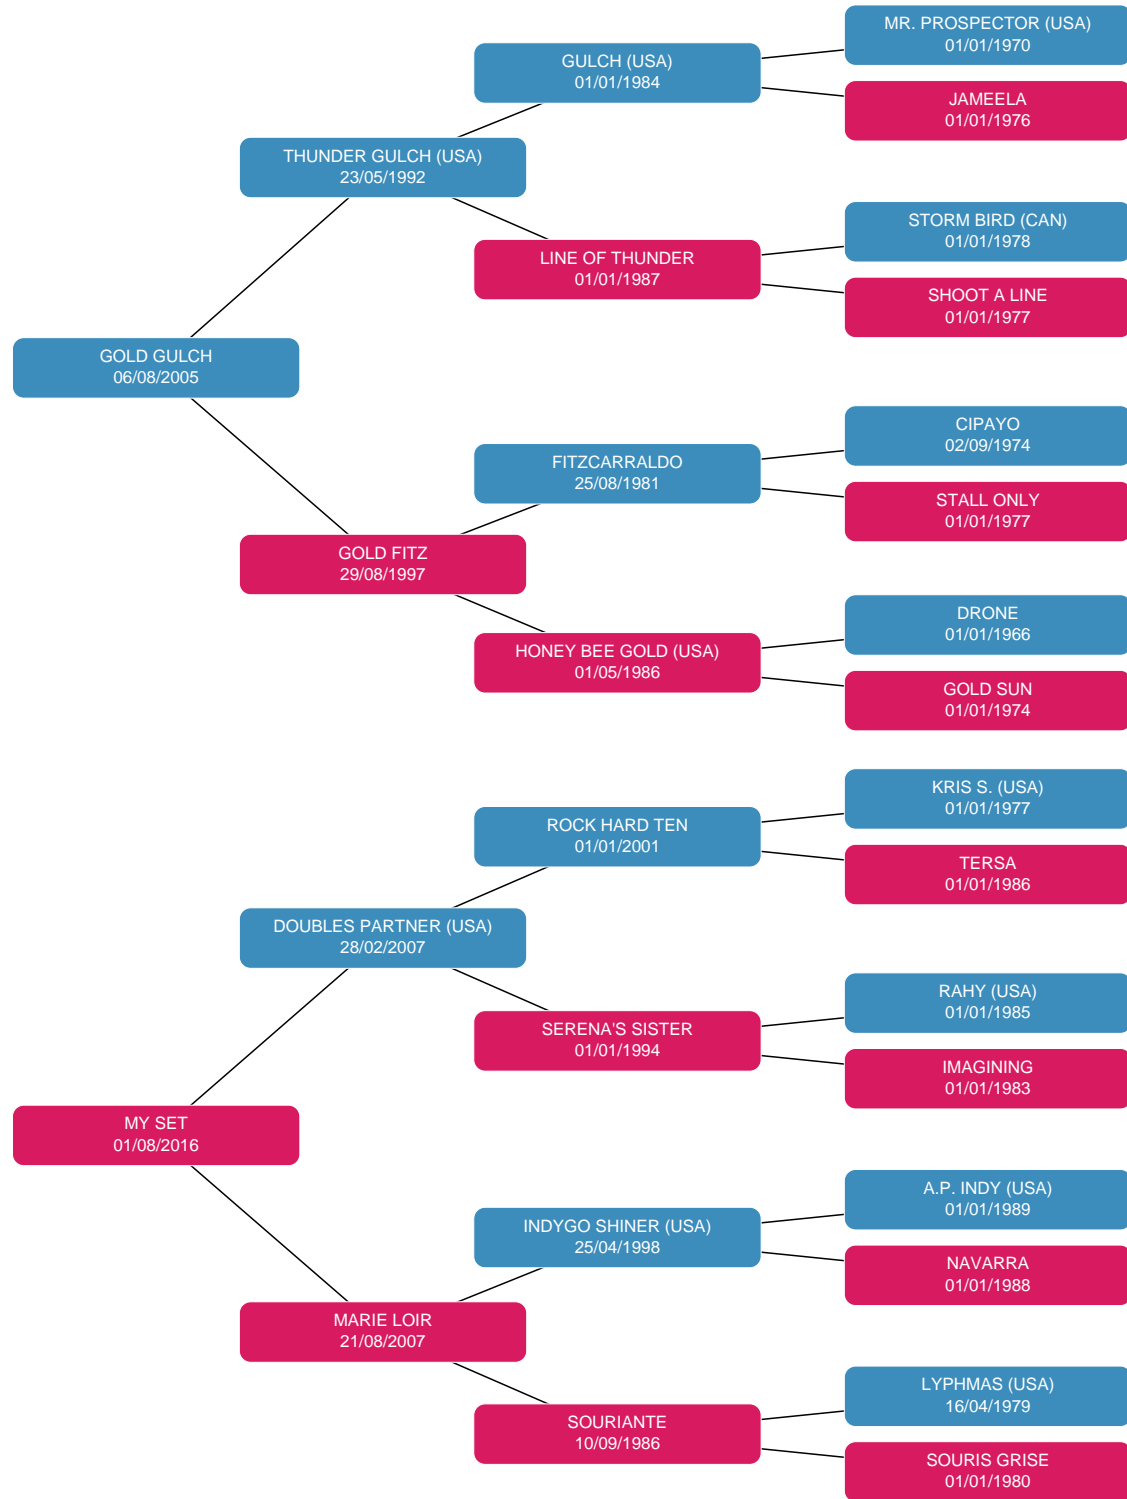 MR. PROSPECTOR (USA)
01/01/1970
GULCH (USA)
01/01/1984
JAMEELA
01/01/1976
THUNDER GULCH (USA)
23/05/1992
STORM BIRD (CAN)
01/01/1978
LINE OF THUNDER
01/01/1987
SHOOT A LINE
01/01/1977
GOLD GULCH
06/08/2005
CIPAYO
02/09/1974
FITZCARRALDO
25/08/1981
STALL ONLY
01/01/1977
GOLD FITZ
29/08/1997
DRONE
01/01/1966
HONEY BEE GOLD (USA)
01/05/1986
GOLD SUN
01/01/1974
KRIS S. (USA)
01/01/1977
ROCK HARD TEN
01/01/2001
TERSA
01/01/1986
DOUBLES PARTNER (USA)
28/02/2007
RAHY (USA)
01/01/1985
SERENA'S SISTER
01/01/1994
IMAGINING
01/01/1983
MY SET
01/08/2016
A.P. INDY (USA)
01/01/1989
INDYGO SHINER (USA)
25/04/1998
NAVARRA
01/01/1988
MARIE LOIR
21/08/2007
LYPHMAS (USA)
16/04/1979
SOURIANTE
10/09/1986
SOURIS GRISE
01/01/1980